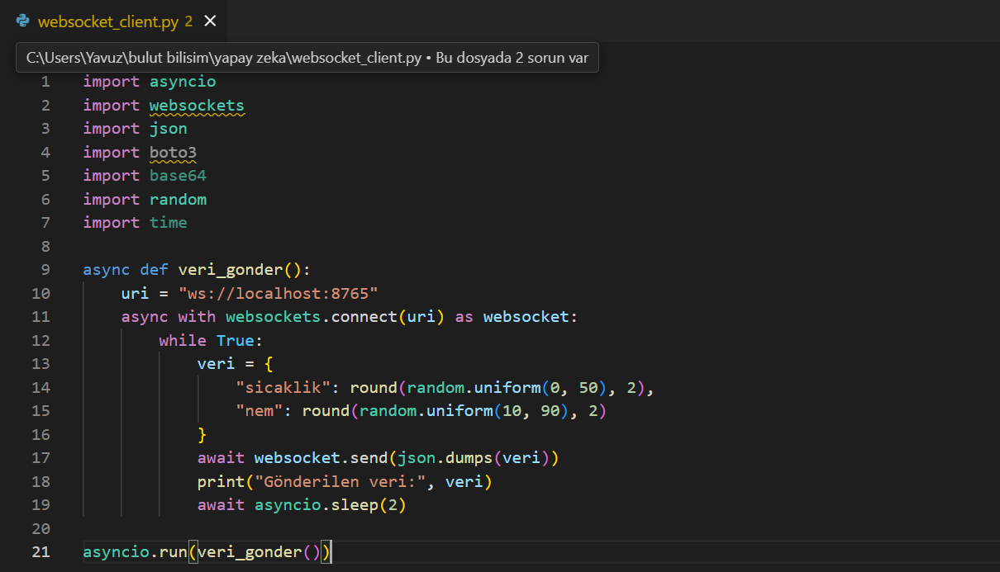 websocket_client.py 2 ×
C:\Users\Yavuz\bulut bilisim\yapay zeka\websocket_client.py • Bu dosyada 2 sorun var
1 import asyncio
2 import websockets
3 import json
4 import boto3
5 import base64
6 import random
7 import time
8
9 async def veri_gonder():
10     uri = "ws://localhost:8765"
11     async with websockets.connect(uri) as websocket:
12         while True:
13             veri = {
14                 "sicaklik": round(random.uniform(0, 50), 2),
15                 "nem": round(random.uniform(10, 90), 2)
16             }
17             await websocket.send(json.dumps(veri))
18             print("Gönderilen veri:", veri)
19             await asyncio.sleep(2)
20
21 asyncio.run(veri_gonder())